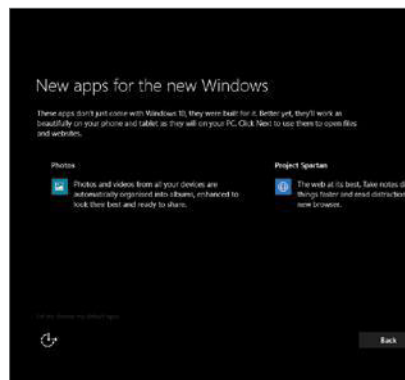 New apps for the new Windows
These apps don't just come with Windows 10, they were built for it. Better yet, they'll work as
beautifully on your phone and tablet as they will on your PC. Click Next to use them to open files
and websites.
Photos
Photos and videos from all your devices are
automatically organised into albums, enhanced to
look their best and ready to share.
Project Spartan
The web at its best. Take notes di
things faster and read distraction
new browser.
Back